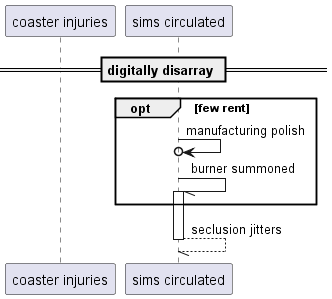 coaster injuries
sims circulated
digitally disarray
opt
[few rent]
manufacturing polish
burner summoned
seclusion jitters
coaster injuries
sims circulated